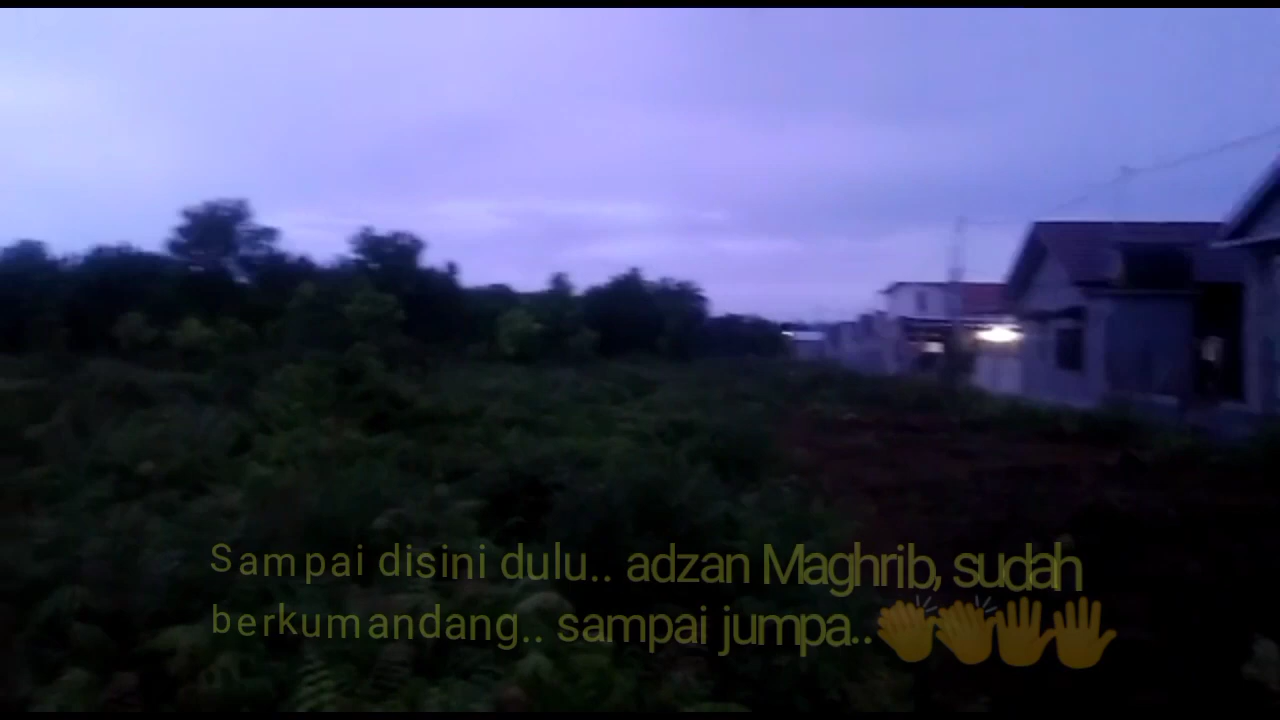 Sampai disini dulu.. adzan Maghrib, sudah
berkumandang.. sampai jumpa..👏👏🖐🖐